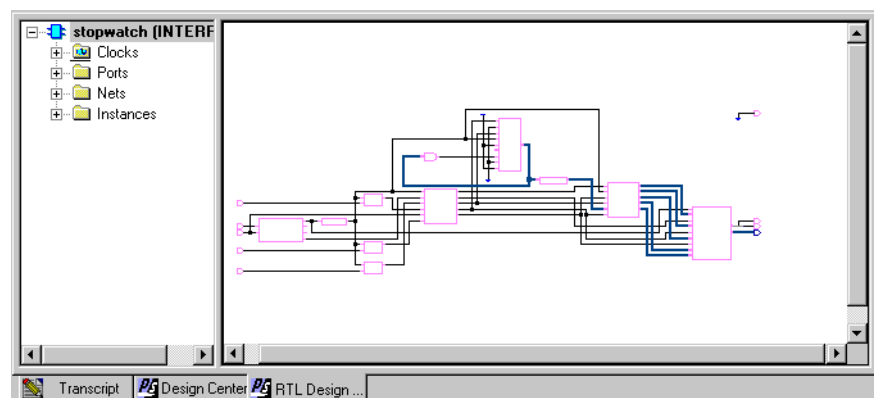 stopwatch (INTERF
Clocks
Ports
Nets
Instances
Transcript
Design Center
RTL Design ...